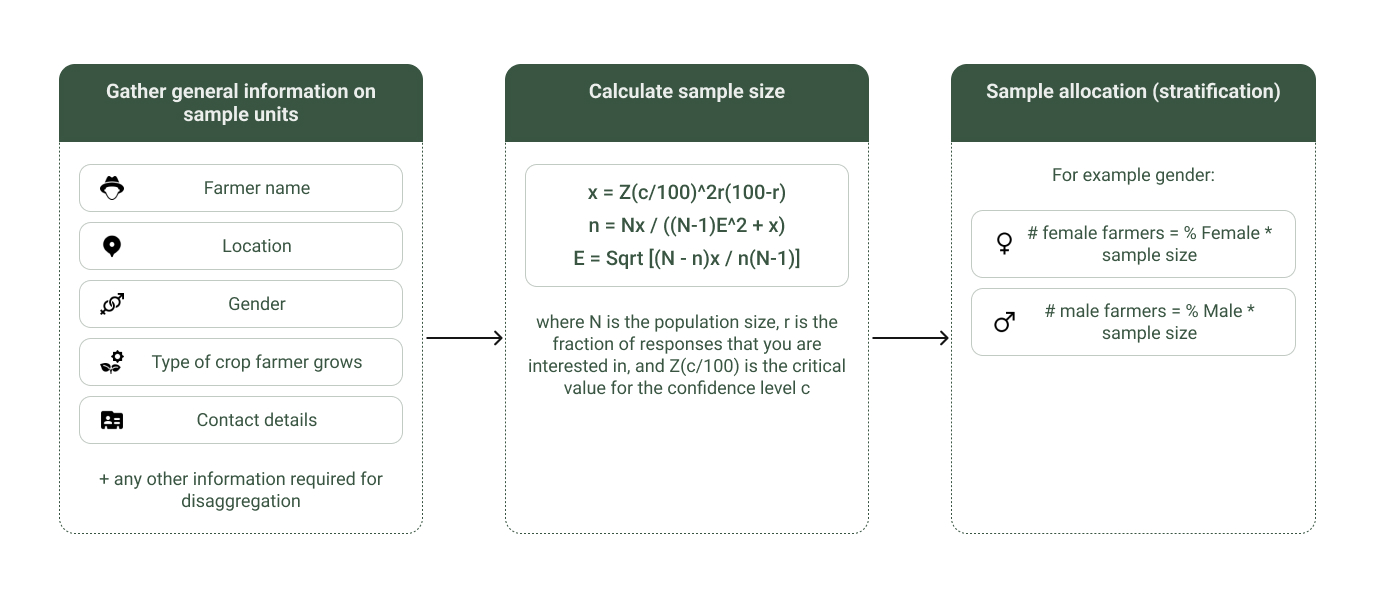 Gather general information on
sample units
Farmer name
Location
Gender
Type of crop farmer grows
Contact details
+ any other information required for
disaggregation
Calculate sample size
x = Z(c/100)^2r(100-r)
n = Nx / ((N-1)E^2 + x)
E = Sqrt [(N - n)x / n(N-1)]
where N is the population size, r is the
fraction of responses that you are
interested in, and Z(c/100) is the critical
value for the confidence level c
Sample allocation (stratification)
For example gender:
# female farmers = % Female *
sample size
# male farmers = % Male *
sample size